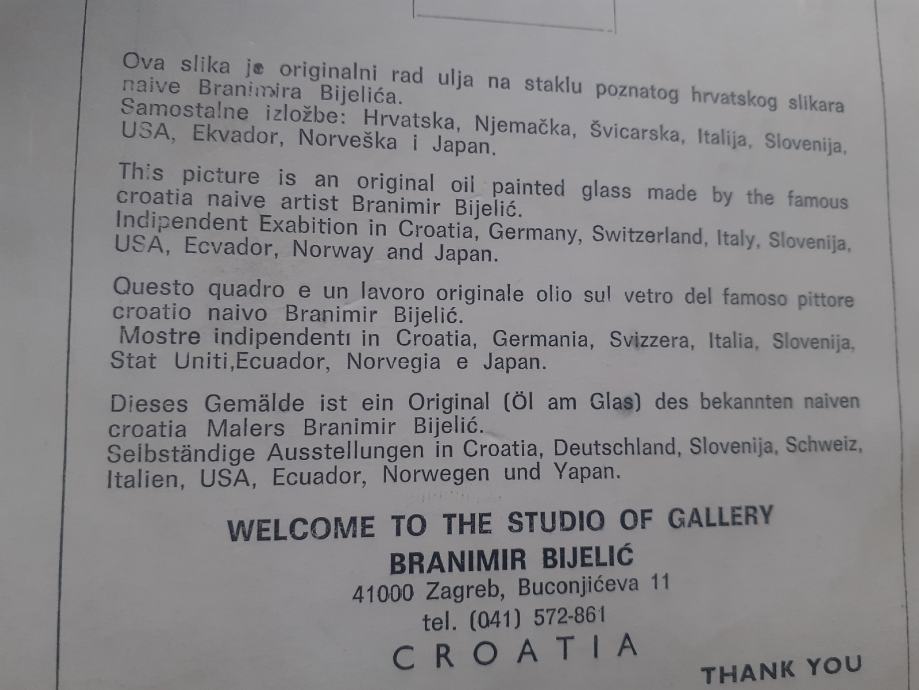 Ova slika je originalni rad ulja na staklu poznatog hrvatskog slikara
naive Branimira Bijelića.
Samostalne izložbe: Hrvatska, Njemačka, Švicarska, Italija, Slovenija,
USA, Ekvador, Norveška i Japan.
This picture is an original oil painted glass made by the famous
croatia naive artist Branimir Bijelić.
Indipendent Exabition in Croatia, Germany, Switzerland, Italy, Slovenija,
USA, Ecvador, Norway and Japan.
Questo quadro e un lavoro originale olio sul vetro del famoso pittore
croatio naivo Branimir Bijelić.
Mostre indipendenti in Croatia, Germania, Svizzera, Italia, Slovenija,
Stat Uniti,Ecuador, Norvegia e Japan.
Dieses Gemälde ist ein Original (Öl am Glas) des bekannten naiven
croatia Malers Branimir Bijelić.
Selbständige Ausstellungen in Croatia, Deutschland, Slovenija, Schweiz,
Italien, USA, Ecuador, Norwegen und Yapan.
WELCOME TO THE STUDIO OF GALLERY
BRANIMIR BIJELIĆ
41000 Zagreb, Buconjićeva 11
tel. (041) 572-861
CROATIA
THANK YOU